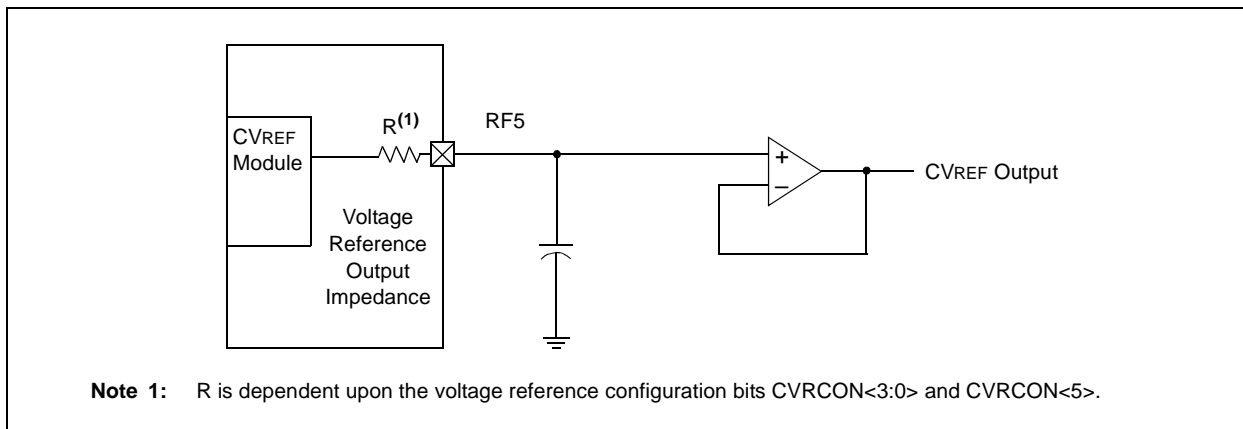 CVREF
Module
R(1)
RF5
Voltage
Reference
Output
Impedance
+
–
CVREF Output
Note 1: R is dependent upon the voltage reference configuration bits CVRCON<3:0> and CVRCON<5>.